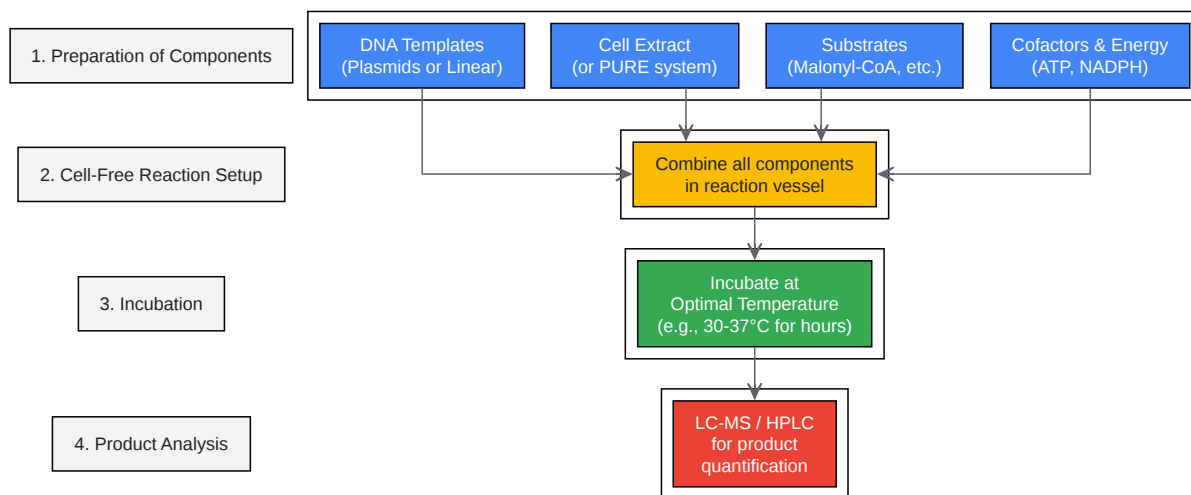 1. Preparation of Components
DNA Templates
(Plasmids or Linear)
Cell Extract
(or PURE system)
Substrates
(Malonyl-CoA, etc.)
Cofactors & Energy
(ATP, NADPH)
2. Cell-Free Reaction Setup
Combine all components
in reaction vessel
3. Incubation
Incubate at
Optimal Temperature
(e.g., 30-37°C for hours)
4. Product Analysis
LC-MS / HPLC
for product
quantification